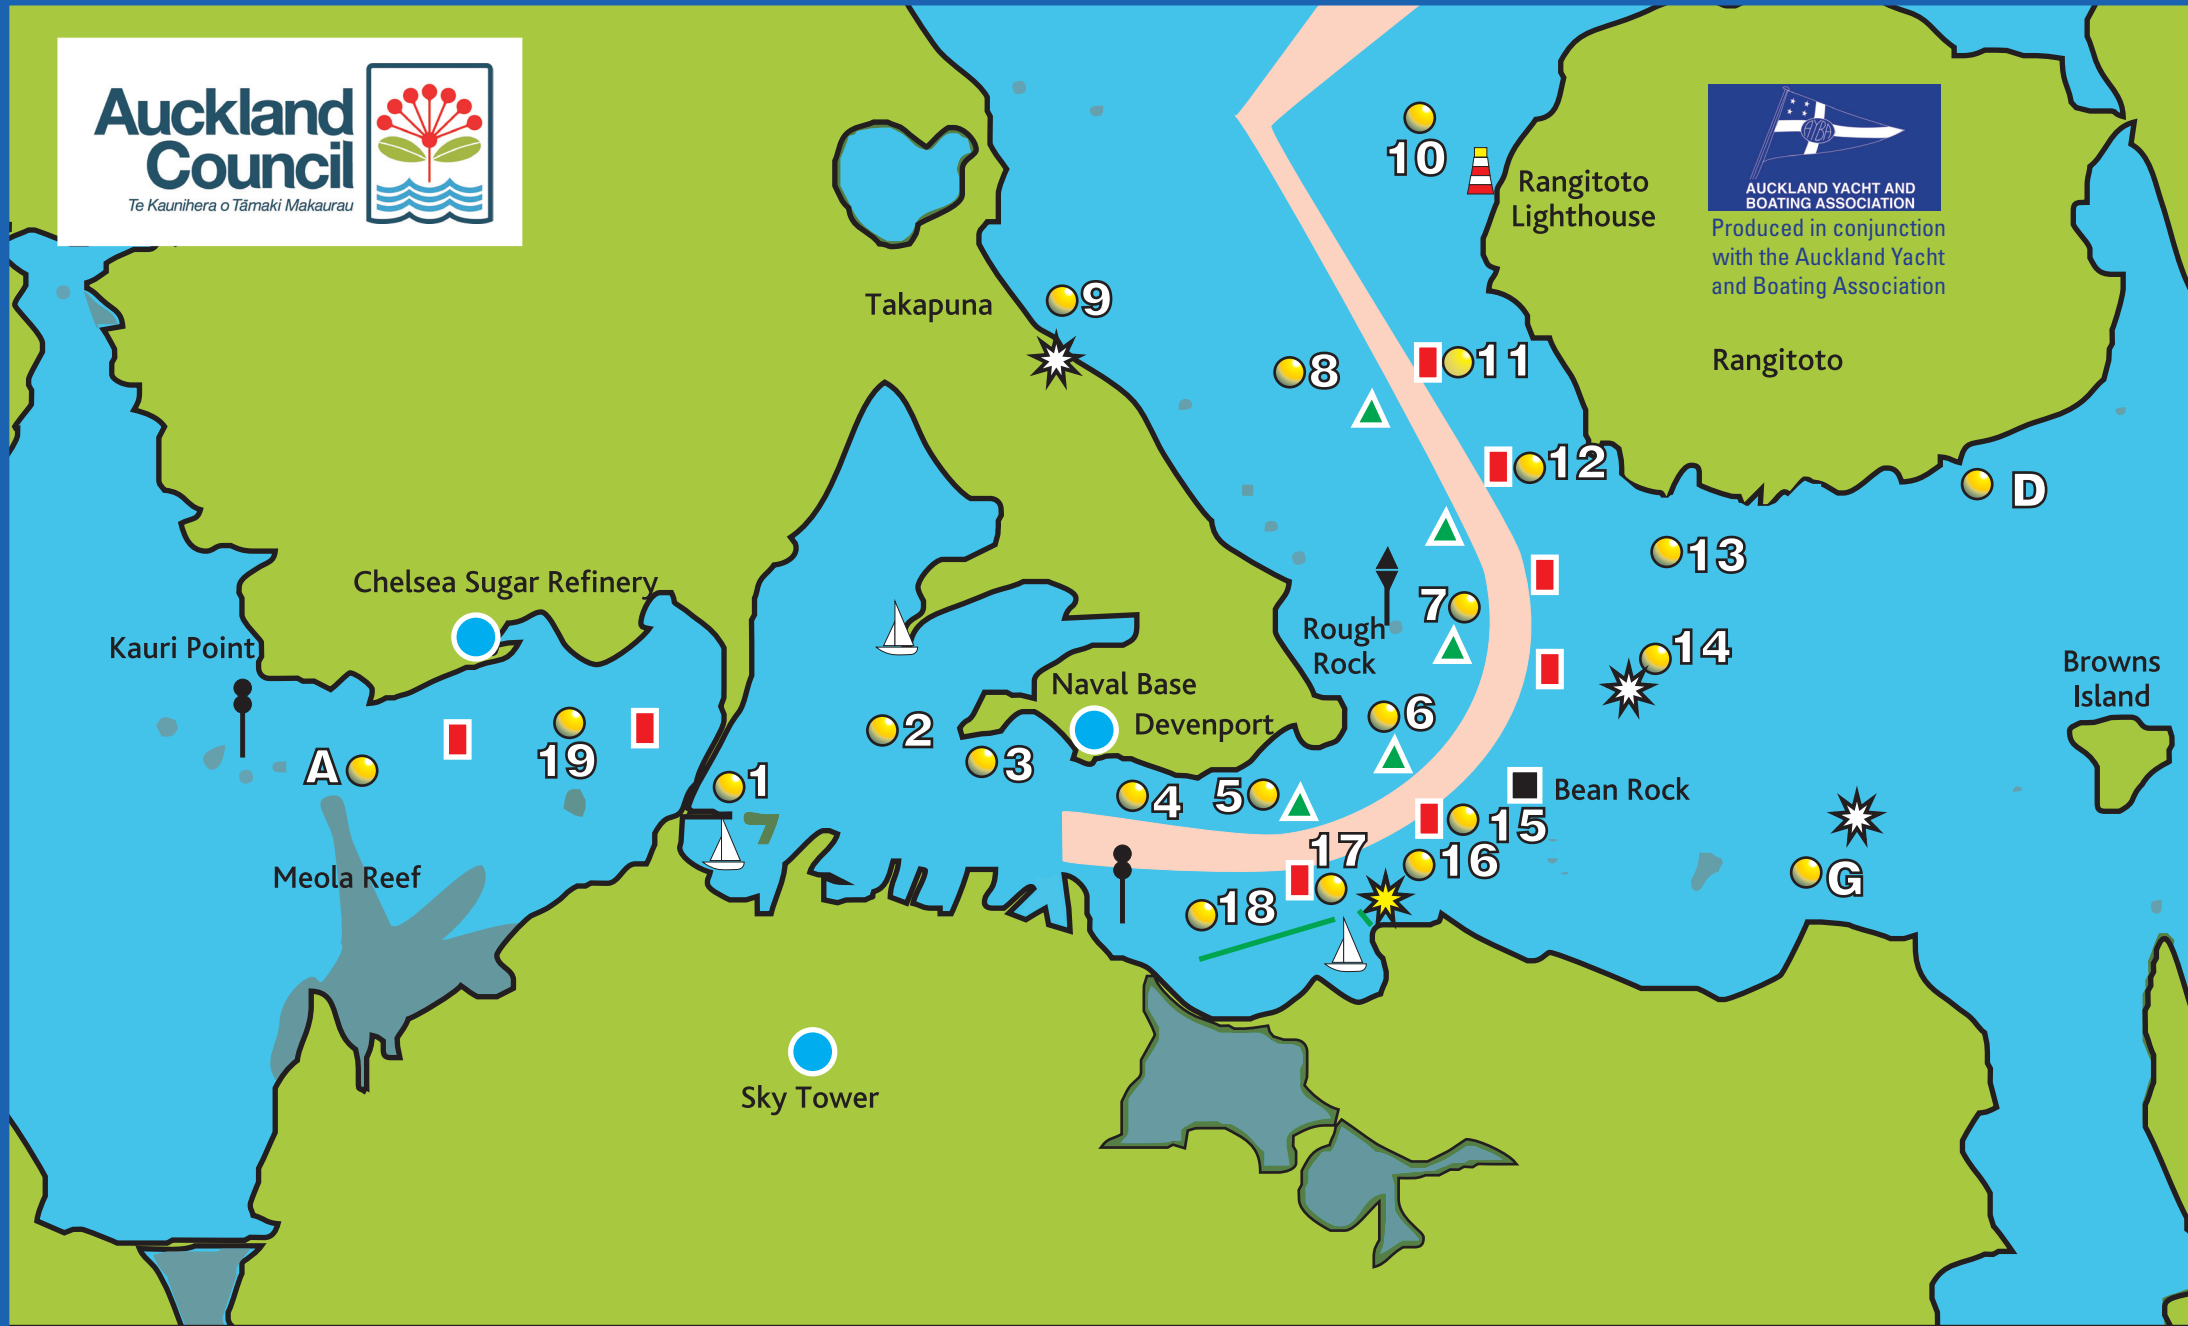 Auckland
Council
Te Kaunihera o Tāmaki Makaurau
10
Rangitoto
Lighthouse
AYBA
AUCKLAND YACHT AND
BOATING ASSOCIATION
Produced in conjunction
with the Auckland Yacht
and Boating Association
Takapuna
9
8
11
Rangitoto
12
D
13
Chelsea Sugar Refinery
Kauri Point
7
Rough
Rock
14
Browns
Island
Naval Base
Devenport
6
2
3
A
19
1
4
5
Bean Rock
15
17
16
G
Meola Reef
18
Sky Tower